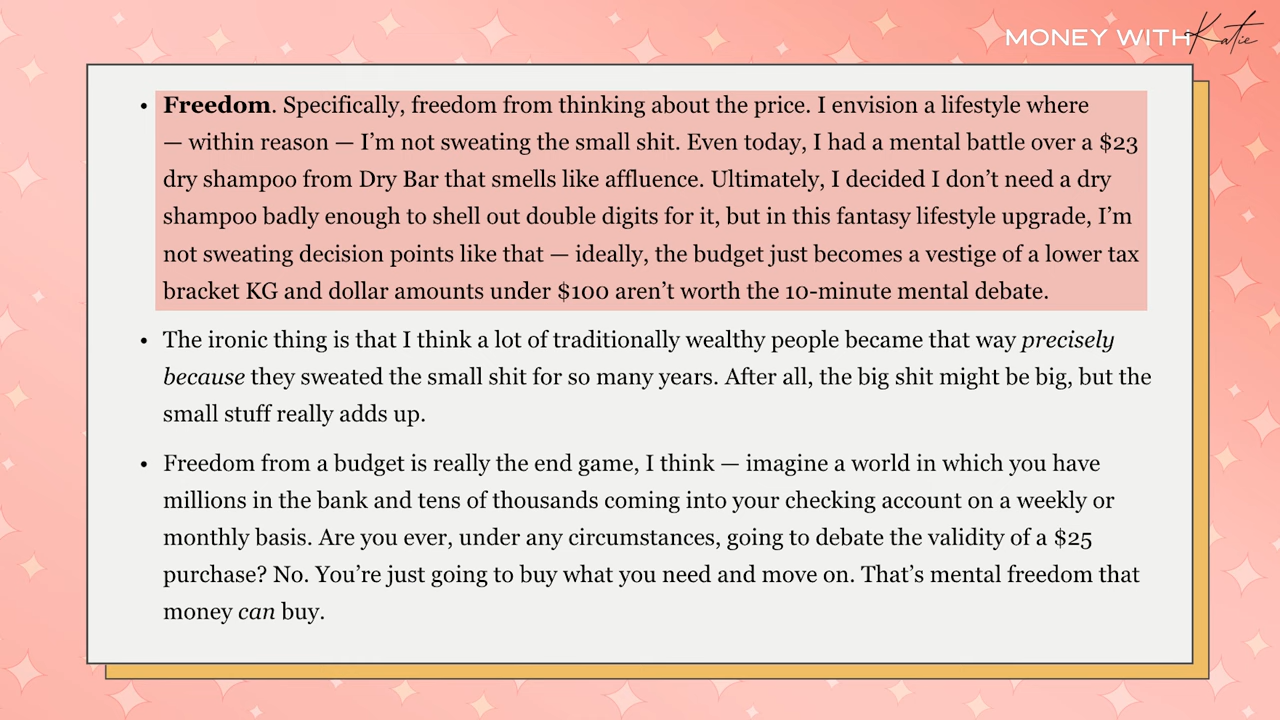 MONEY WITH Katie
• Freedom. Specifically, freedom from thinking about the price. I envision a lifestyle where
— within reason — I’m not sweating the small shit. Even today, I had a mental battle over a $23
dry shampoo from Dry Bar that smells like affluence. Ultimately, I decided I don’t need a dry
shampoo badly enough to shell out double digits for it, but in this fantasy lifestyle upgrade, I’m
not sweating decision points like that — ideally, the budget just becomes a vestige of a lower tax
bracket KG and dollar amounts under $100 aren’t worth the 10-minute mental debate.
• The ironic thing is that I think a lot of traditionally wealthy people became that way precisely
because they sweated the small shit for so many years. After all, the big shit might be big, but the
small stuff really adds up.
• Freedom from a budget is really the end game, I think — imagine a world in which you have
millions in the bank and tens of thousands coming into your checking account on a weekly or
monthly basis. Are you ever, under any circumstances, going to debate the validity of a $25
purchase? No. You’re just going to buy what you need and move on. That’s mental freedom that
money can buy.